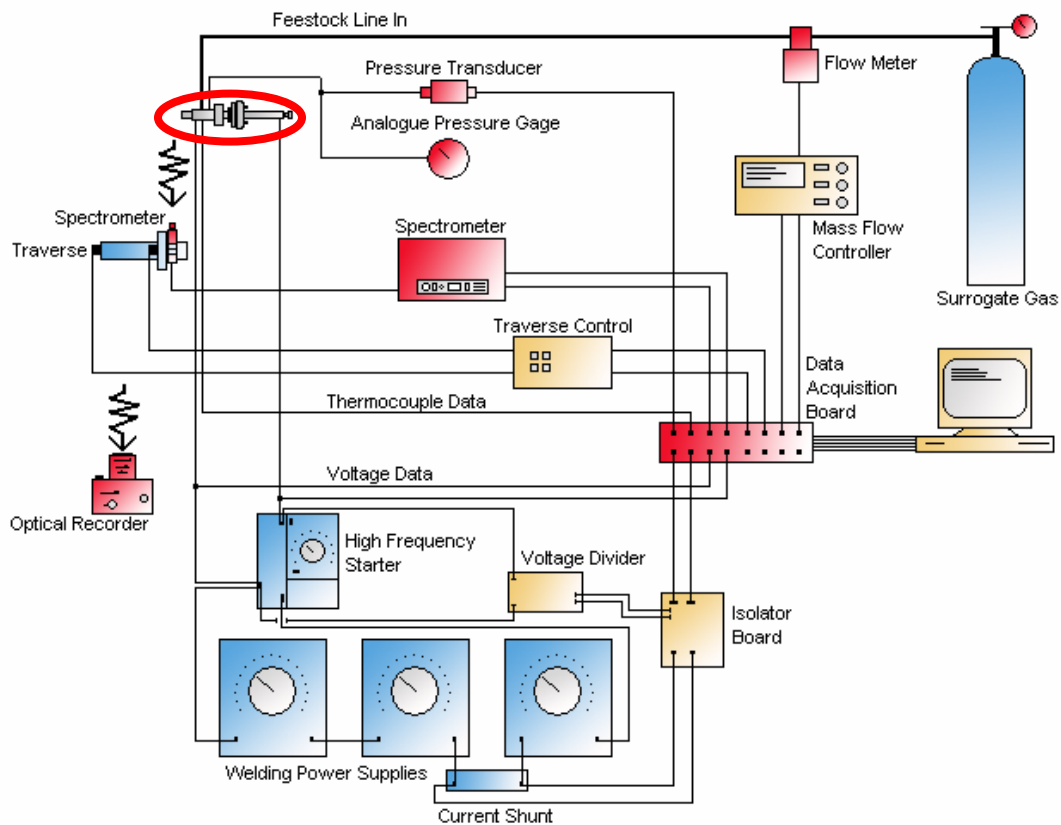 Feestock Line In
Pressure Transducer
Flow Meter
Analogue Pressure Gage
Spectrometer
Traverse
Spectrometer
Mass Flow
Controller
Surrogate Gas
Traverse Control
Data
Acquisition
Board
Thermocouple Data
Voltage Data
Optical Recorder
High Frequency
Starter
Voltage Divider
Isolator
Board
Welding Power Supplies
Current Shunt